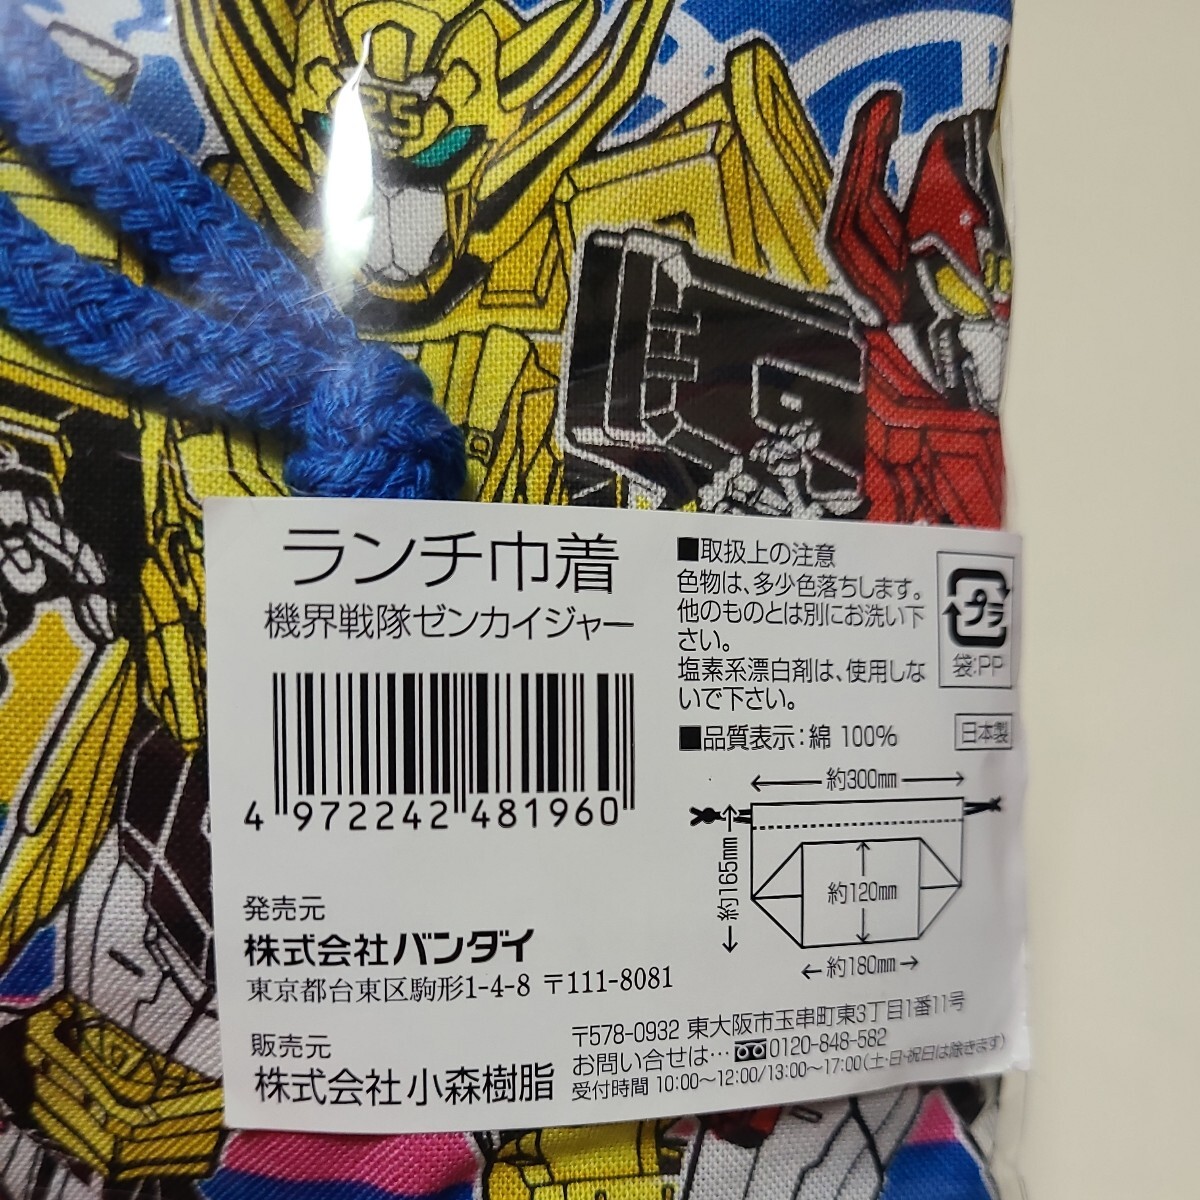 ランチ巾着
機界戦隊ゼンカイジャー
4 972242 481960
発売元
株式会社バンダイ
東京都台東区駒形1-4-8 〒111-8081
販売元
株式会社小森樹脂
〒578-0932 東大阪市玉串町東3丁目1番11号
お問い合せは…0120-848-582
受付時間 10:00〜12:00/13:00〜17:00(土・日・祝日は除きます)
■取扱上の注意
色物は、多少色落ちします。
他のものとは別にお洗い下
さい。
塩素系漂白剤は、使用しな
いで下さい。
■品質表示：綿 100%
プラ
袋:PP
日本製
約300mm
約165mm
約120mm
約180mm